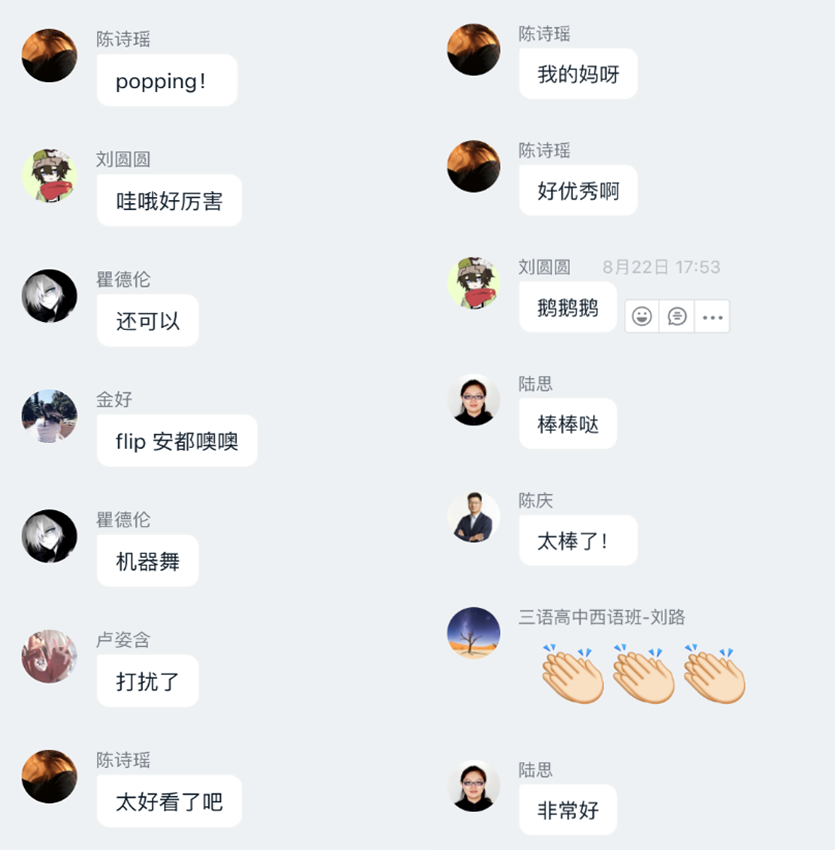 陈诗瑶
popping!
刘圆圆
哇哦好厉害
瞿德伦
还可以
金好
flip 安都噢噢
瞿德伦
机器舞
卢姿含
打扰了
陈诗瑶
太好看了吧
陈诗瑶
我的妈呀
陈诗瑶
好优秀啊
刘圆圆 8月22日 17:53
鹅鹅鹅
陆思
棒棒哒
陈庆
太棒了!
三语高中西语班-刘路
👏👏👏
陆思
非常好